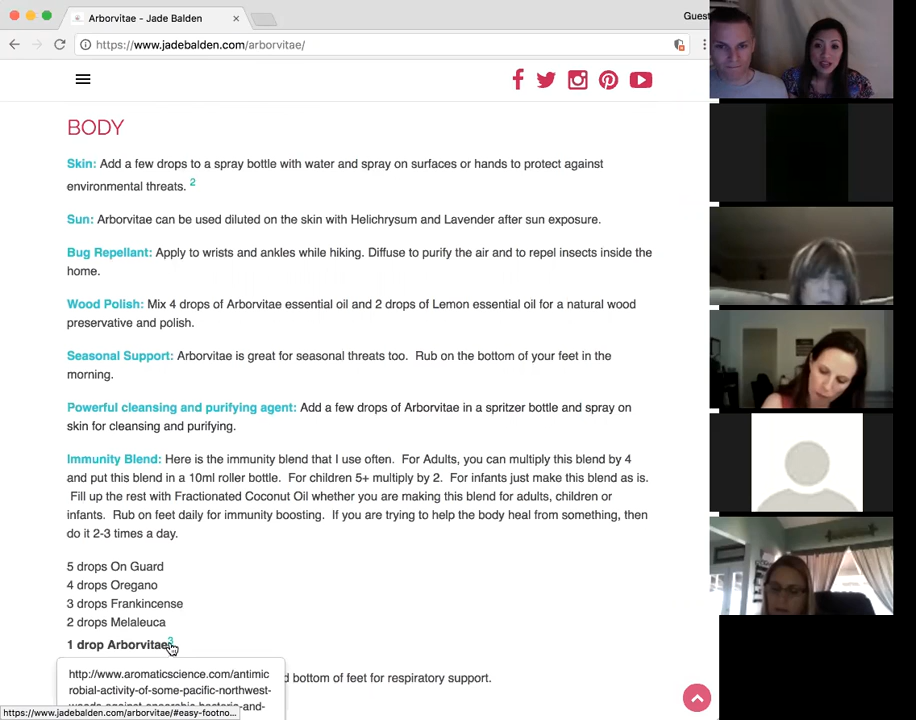 Arborvitae - Jade Balden
Guest
https://www.jadebalden.com/arborvitae/
BODY
Skin: Add a few drops to a spray bottle with water and spray on surfaces or hands to protect against
environmental threats. 2
Sun: Arborvitae can be used diluted on the skin with Helichrysum and Lavender after sun exposure.
Bug Repellant: Apply to wrists and ankles while hiking. Diffuse to purify the air and to repel insects inside the
home.
Wood Polish: Mix 4 drops of Arborvitae essential oil and 2 drops of Lemon essential oil for a natural wood
preservative and polish.
Seasonal Support: Arborvitae is great for seasonal threats too. Rub on the bottom of your feet in the
morning.
Powerful cleansing and purifying agent: Add a few drops of Arborvitae in a spritzer bottle and spray on
skin for cleansing and purifying.
Immunity Blend: Here is the immunity blend that I use often. For Adults, you can multiply this blend by 4
and put this blend in a 10ml roller bottle. For children 5+ multiply by 2. For infants just make this blend as is.
Fill up the rest with Fractionated Coconut Oil whether you are making this blend for adults, children or
infants. Rub on feet daily for immunity boosting. If you are trying to help the body heal from something, then
do it 2-3 times a day.
5 drops On Guard
4 drops Oregano
3 drops Frankincense
2 drops Melaleuca
1 drop Arborvitae 3
http://www.aromaticscience.com/antimic
d bottom of feet for respiratory support.
robial-activity-of-some-pacific-northwest-
woods-against-anaerobic-bacteria-and-
https://www.jadebalden.com/arborvitae/#easy-footno...